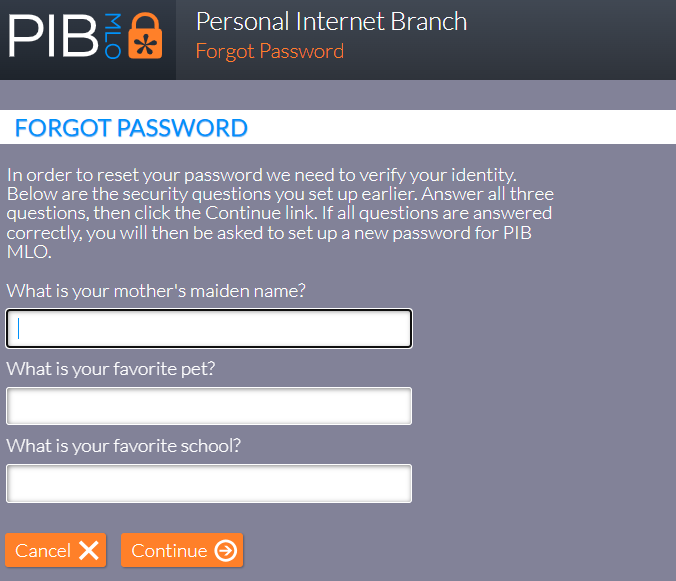 PIB MLO
Personal Internet Branch
Forgot Password
FORGOT PASSWORD
In order to reset your password we need to verify your identity.
Below are the security questions you set up earlier. Answer all three
questions, then click the Continue link. If all questions are answered
correctly, you will then be asked to set up a new password for PIB
MLO.
What is your mother's maiden name?
What is your favorite pet?
What is your favorite school?
Cancel
Continue